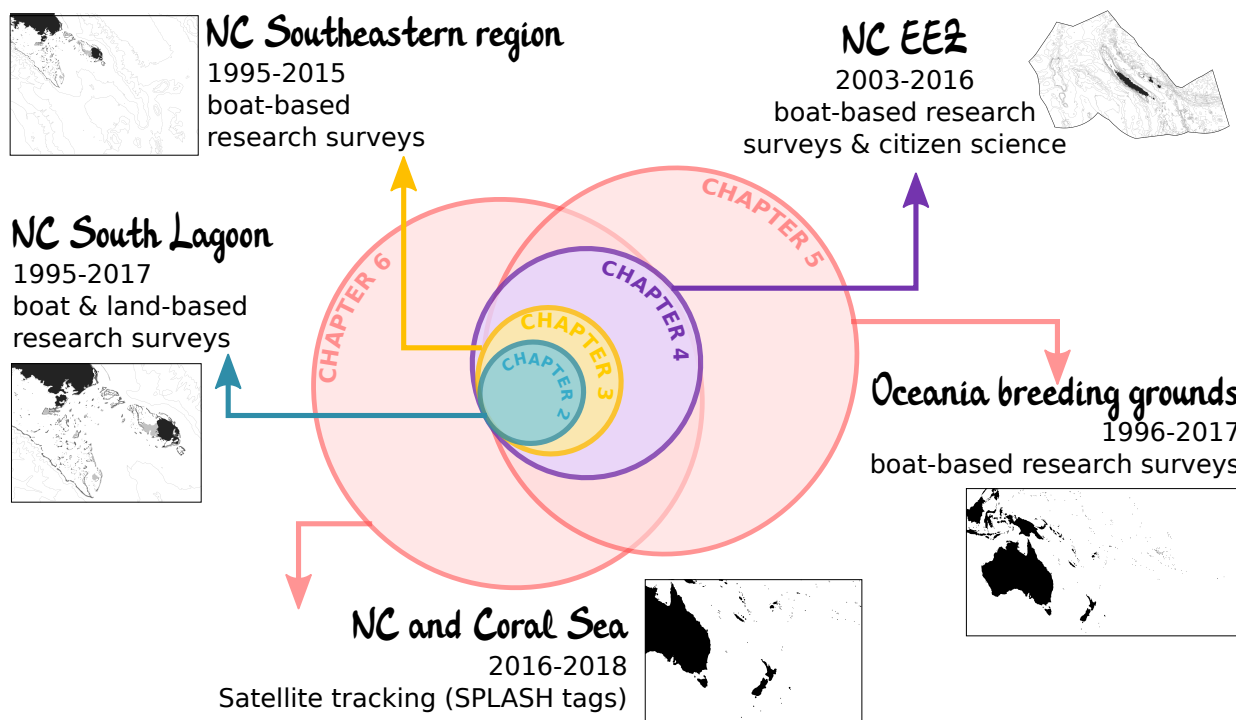 NC Southeastern region
1995-2015
boat-based
research surveys
NC EEZ
2003-2016
boat-based research
surveys & citizen science
NC South Lagoon
1995-2017
boat & land-based
research surveys
CHAPTER 6
CHAPTER 5
CHAPTER 4
CHAPTER 3
CHAPTER 2
Oceania breeding grounds
1996-2017
boat-based research surveys
NC and Coral Sea
2016-2018
Satellite tracking (SPLASH tags)